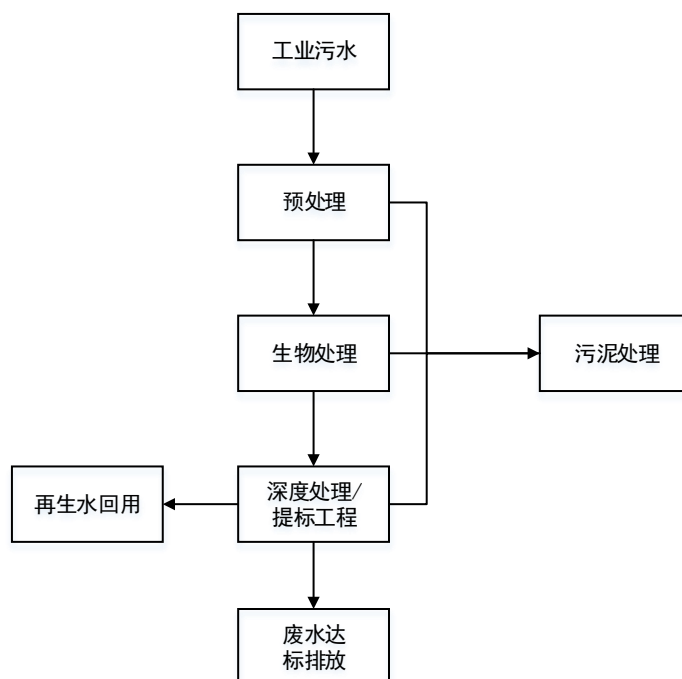 工业污水
预处理
生物处理
污泥处理
再生水回用
深度处理/
提标工程
废水达
标排放